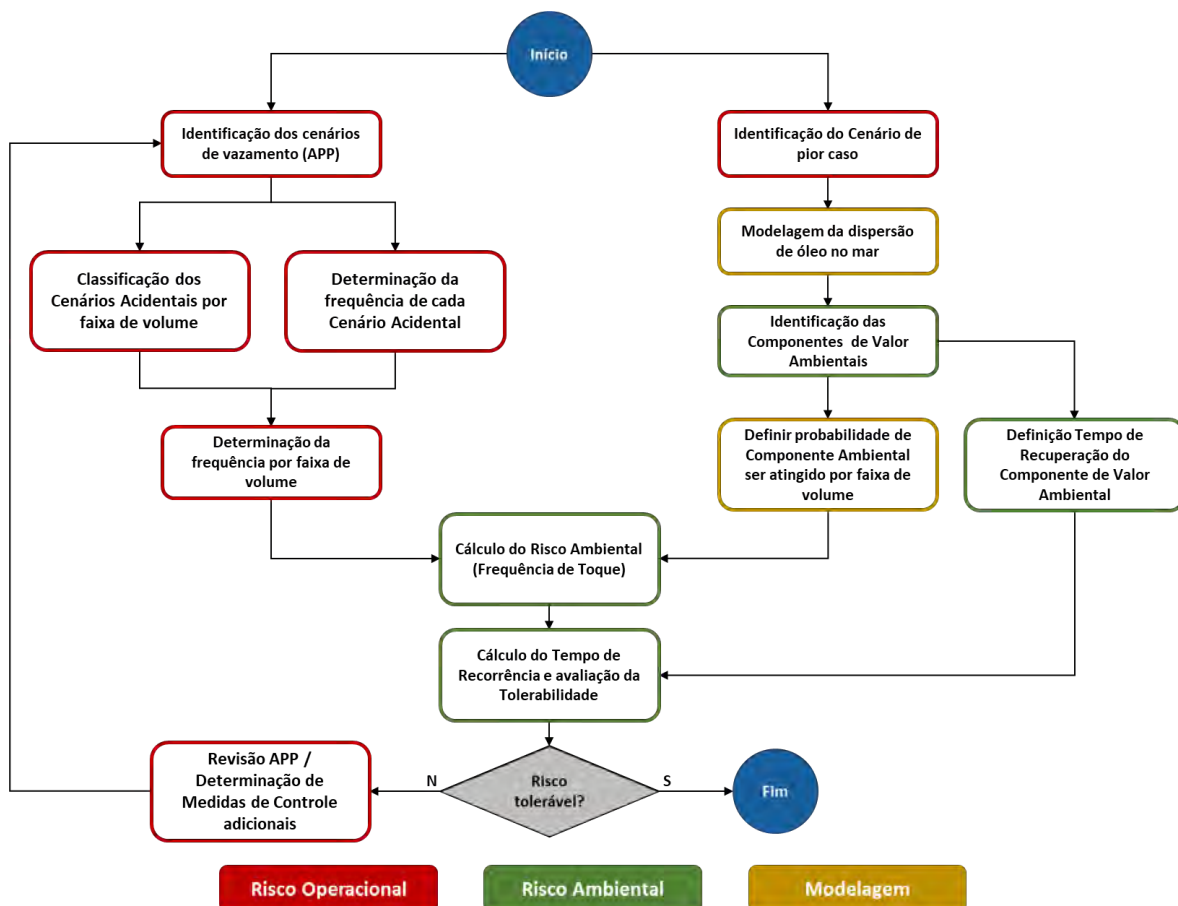 Início
Identificação dos cenários
de vazamento (APP)
Identificação do Cenário de
pior caso
Modelagem da dispersão
de óleo no mar
Classificação dos
Cenários Acidentais por
faixa de volume
Determinação da
frequência de cada
Cenário Acidental
Identificação das
Componentes de Valor
Ambientais
Determinação da
frequência por faixa de
volume
Definir probabilidade de
Componente Ambiental
ser atingido por faixa de
volume
Definição Tempo de
Recuperação do
Componente de Valor
Ambiental
Cálculo do Risco Ambiental
(Frequência de Toque)
Cálculo do Tempo de
Recorrência e avaliação da
Tolerabilidade
Revisão APP /
Determinação de
Medidas de Controle
adicionais
N
Risco
tolerável?
S
Fim
Risco Operacional
Risco Ambiental
Modelagem